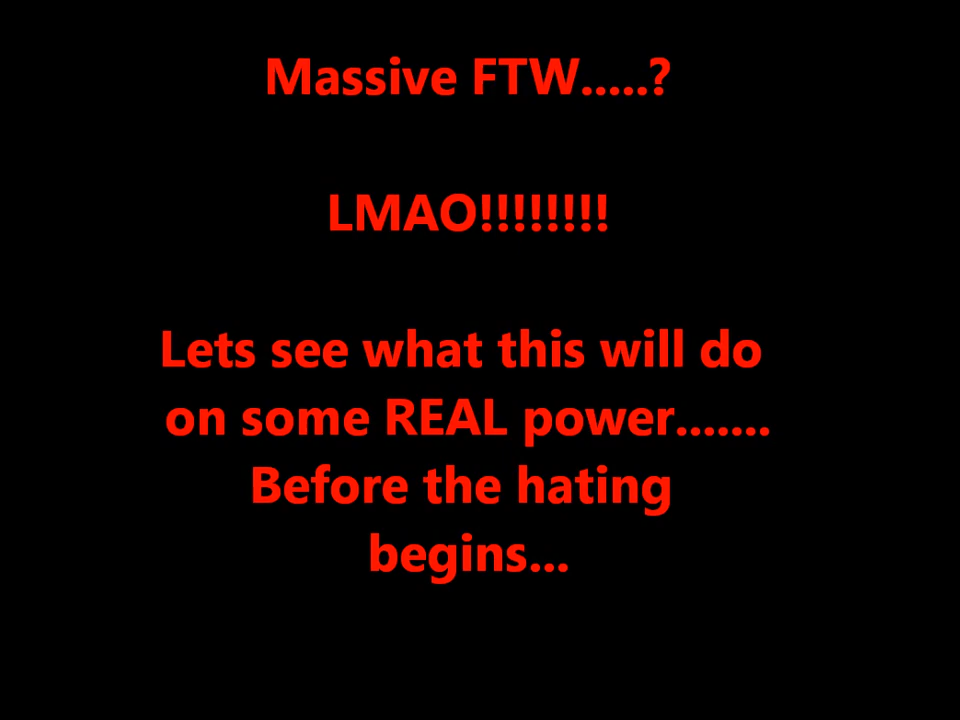 Massive FTW.....?
LMAO!!!!!!!!
Lets see what this will do
on some REAL power.......
Before the hating
begins...